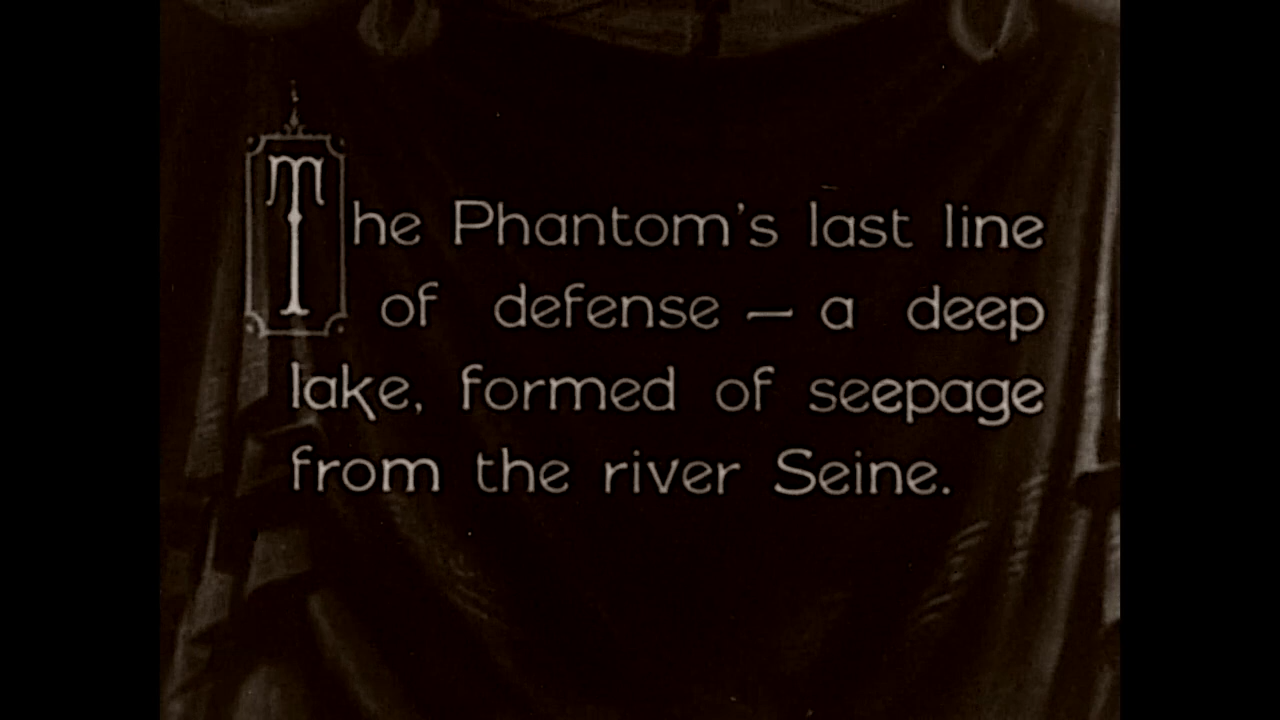 The Phantom's last line
of defense — a deep
lake, formed of seepage
from the river Seine.